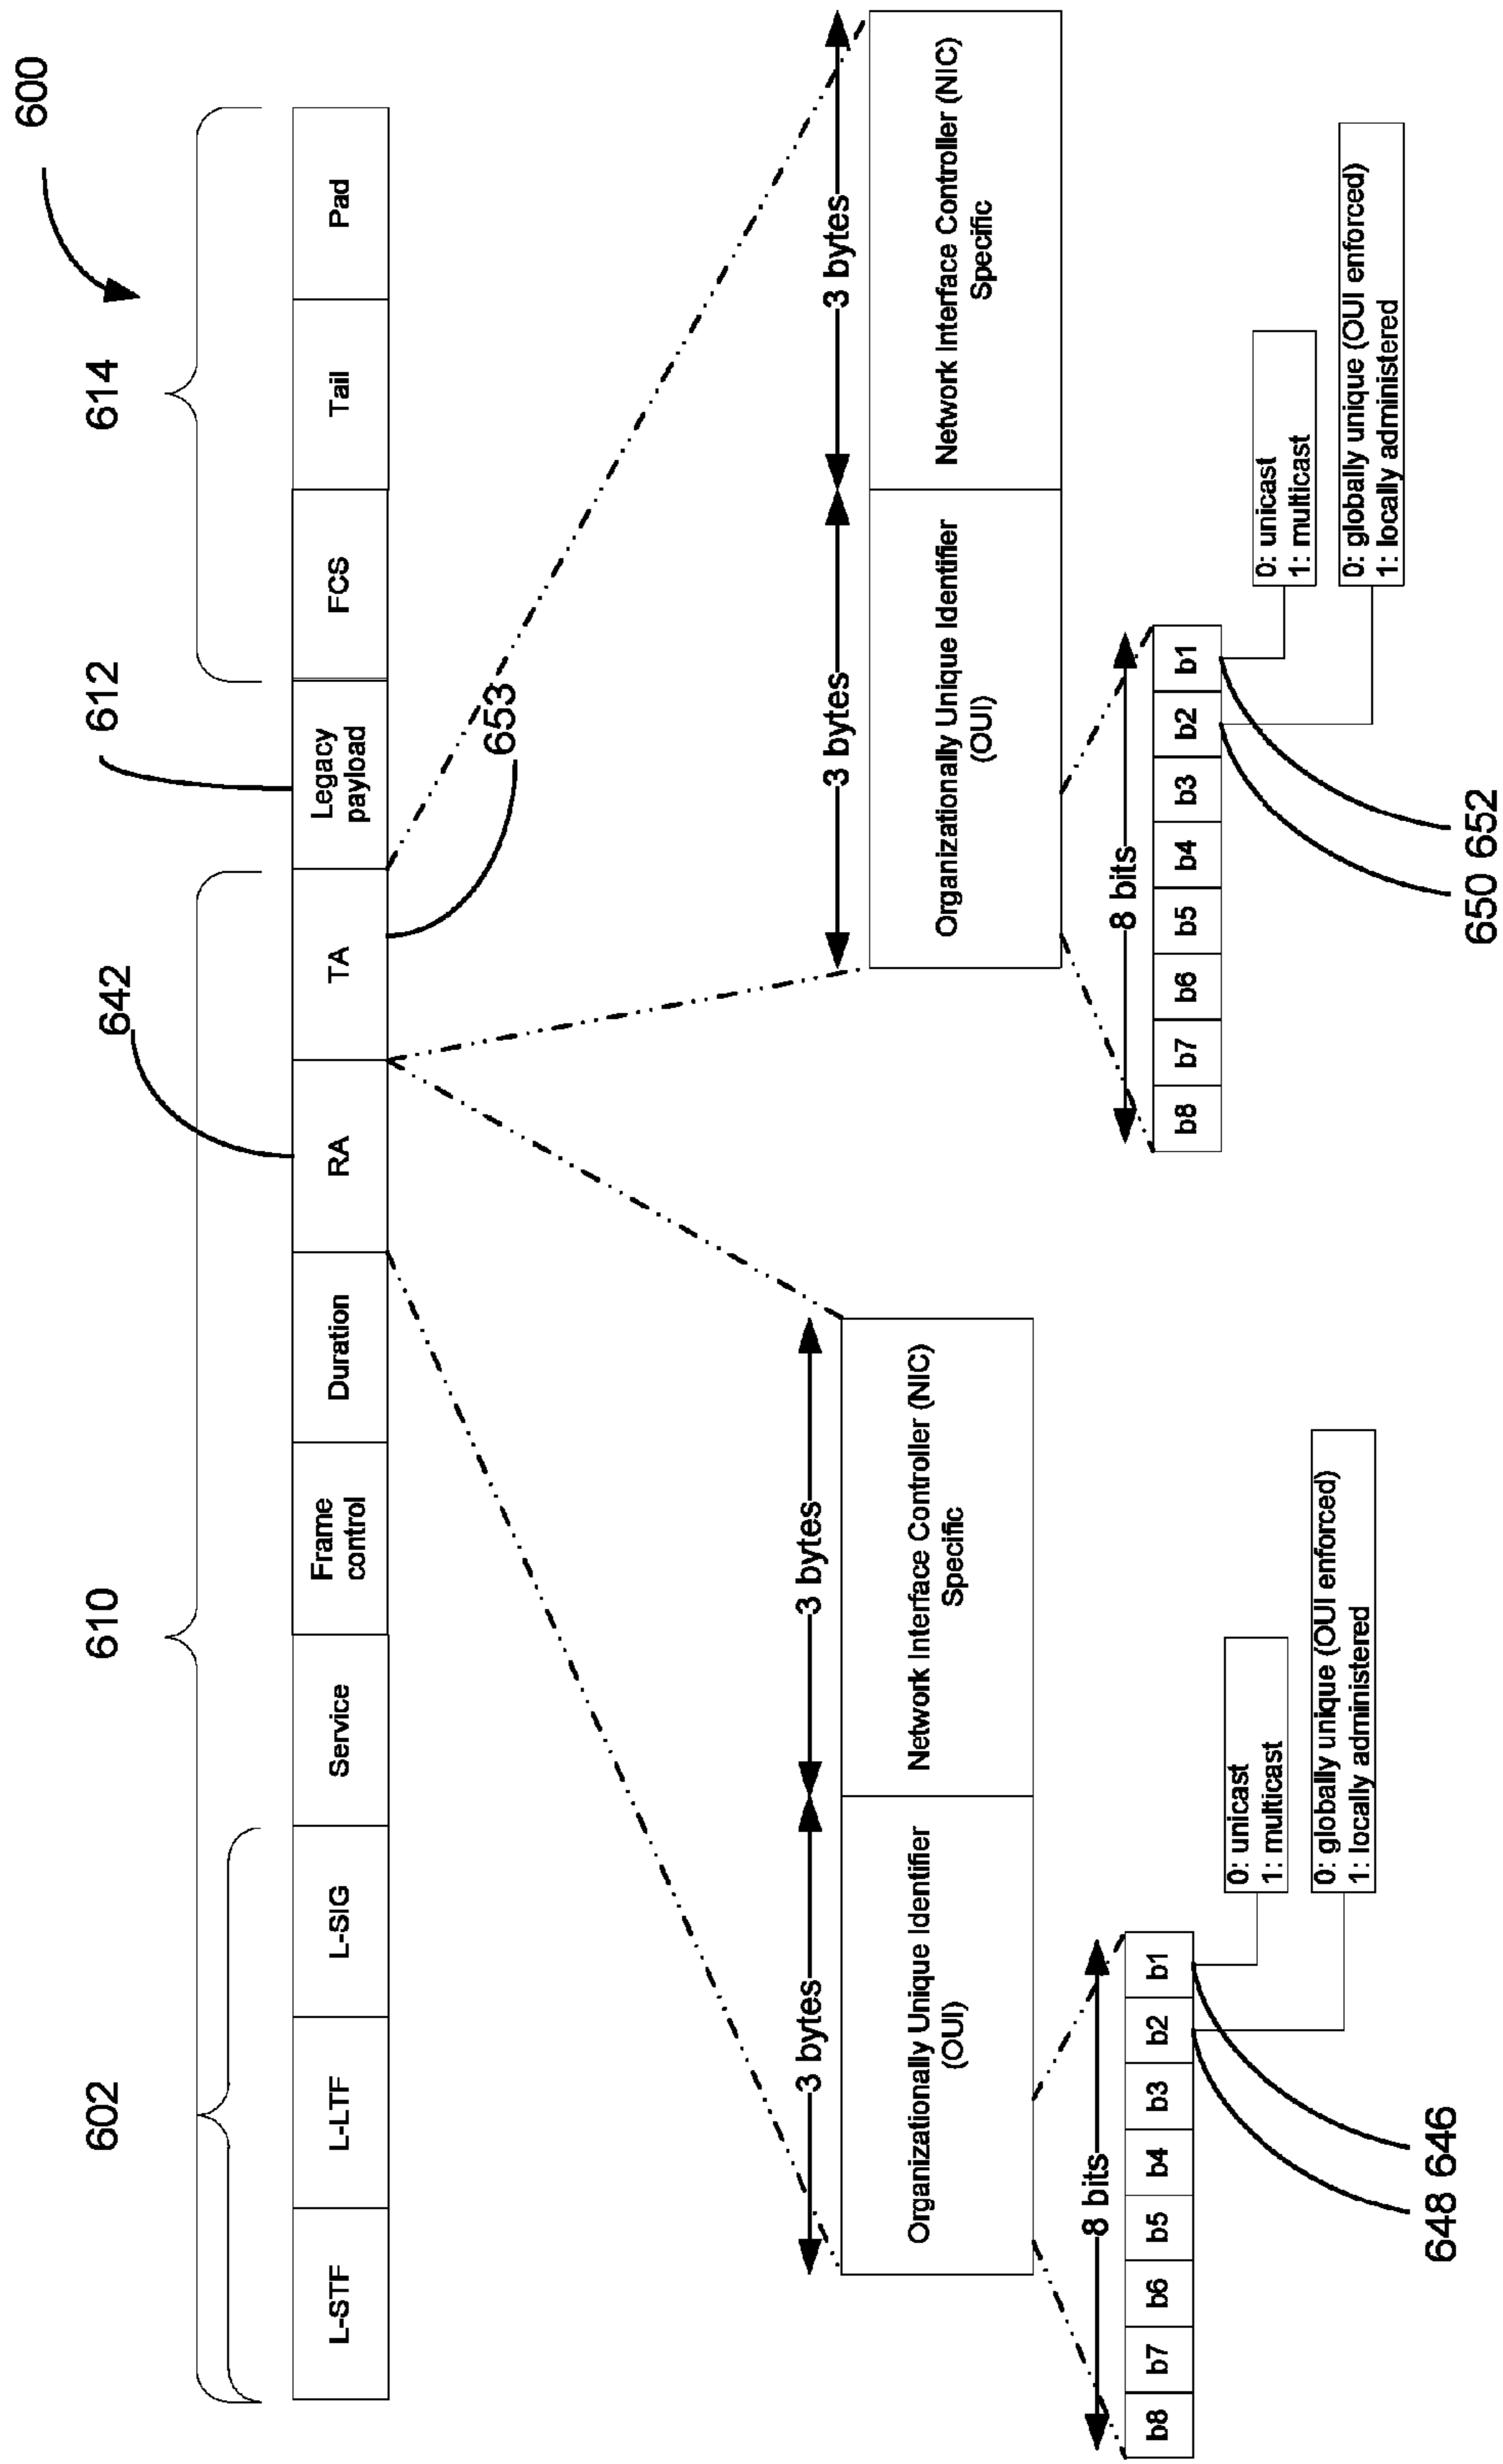 600
602
610
642
612
614
L-STF
L-LTF
L-SIG
Service
Frame
control
Duration
RA
TA
Legacy
payload
FCS
Tail
Pad
653
3 bytes
3 bytes
Organizationally Unique Identifier
(OUI)
Network Interface Controller (NIC)
Specific
8 bits
b8
b7
b6
b5
b4
b3
b2
b1
0: unicast
1: multicast
0: globally unique (OUI enforced)
1: locally administered
648
646
3 bytes
3 bytes
Organizationally Unique Identifier
(OUI)
Network Interface Controller (NIC)
Specific
8 bits
b8
b7
b6
b5
b4
b3
b2
b1
0: unicast
1: multicast
0: globally unique (OUI enforced)
1: locally administered
650
652